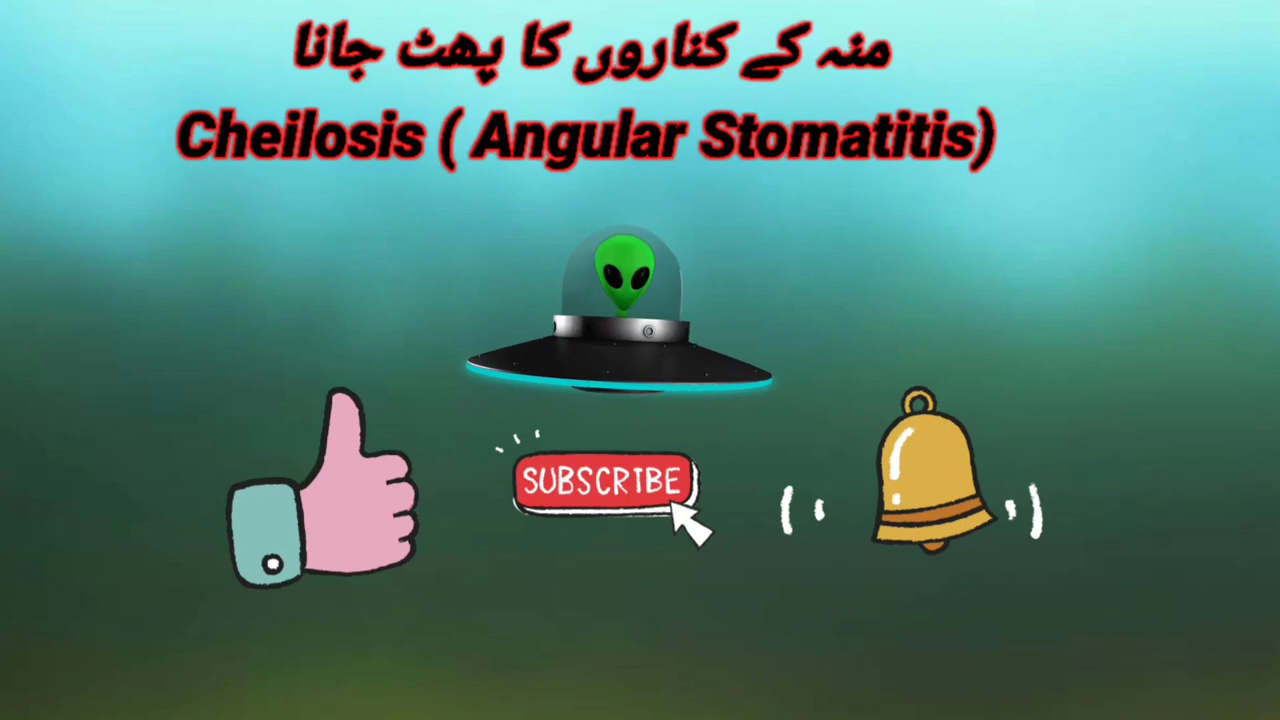 منہ کے کناروں کا پھٹ جانا
Cheilosis ( Angular Stomatitis)
SUBSCRIBE